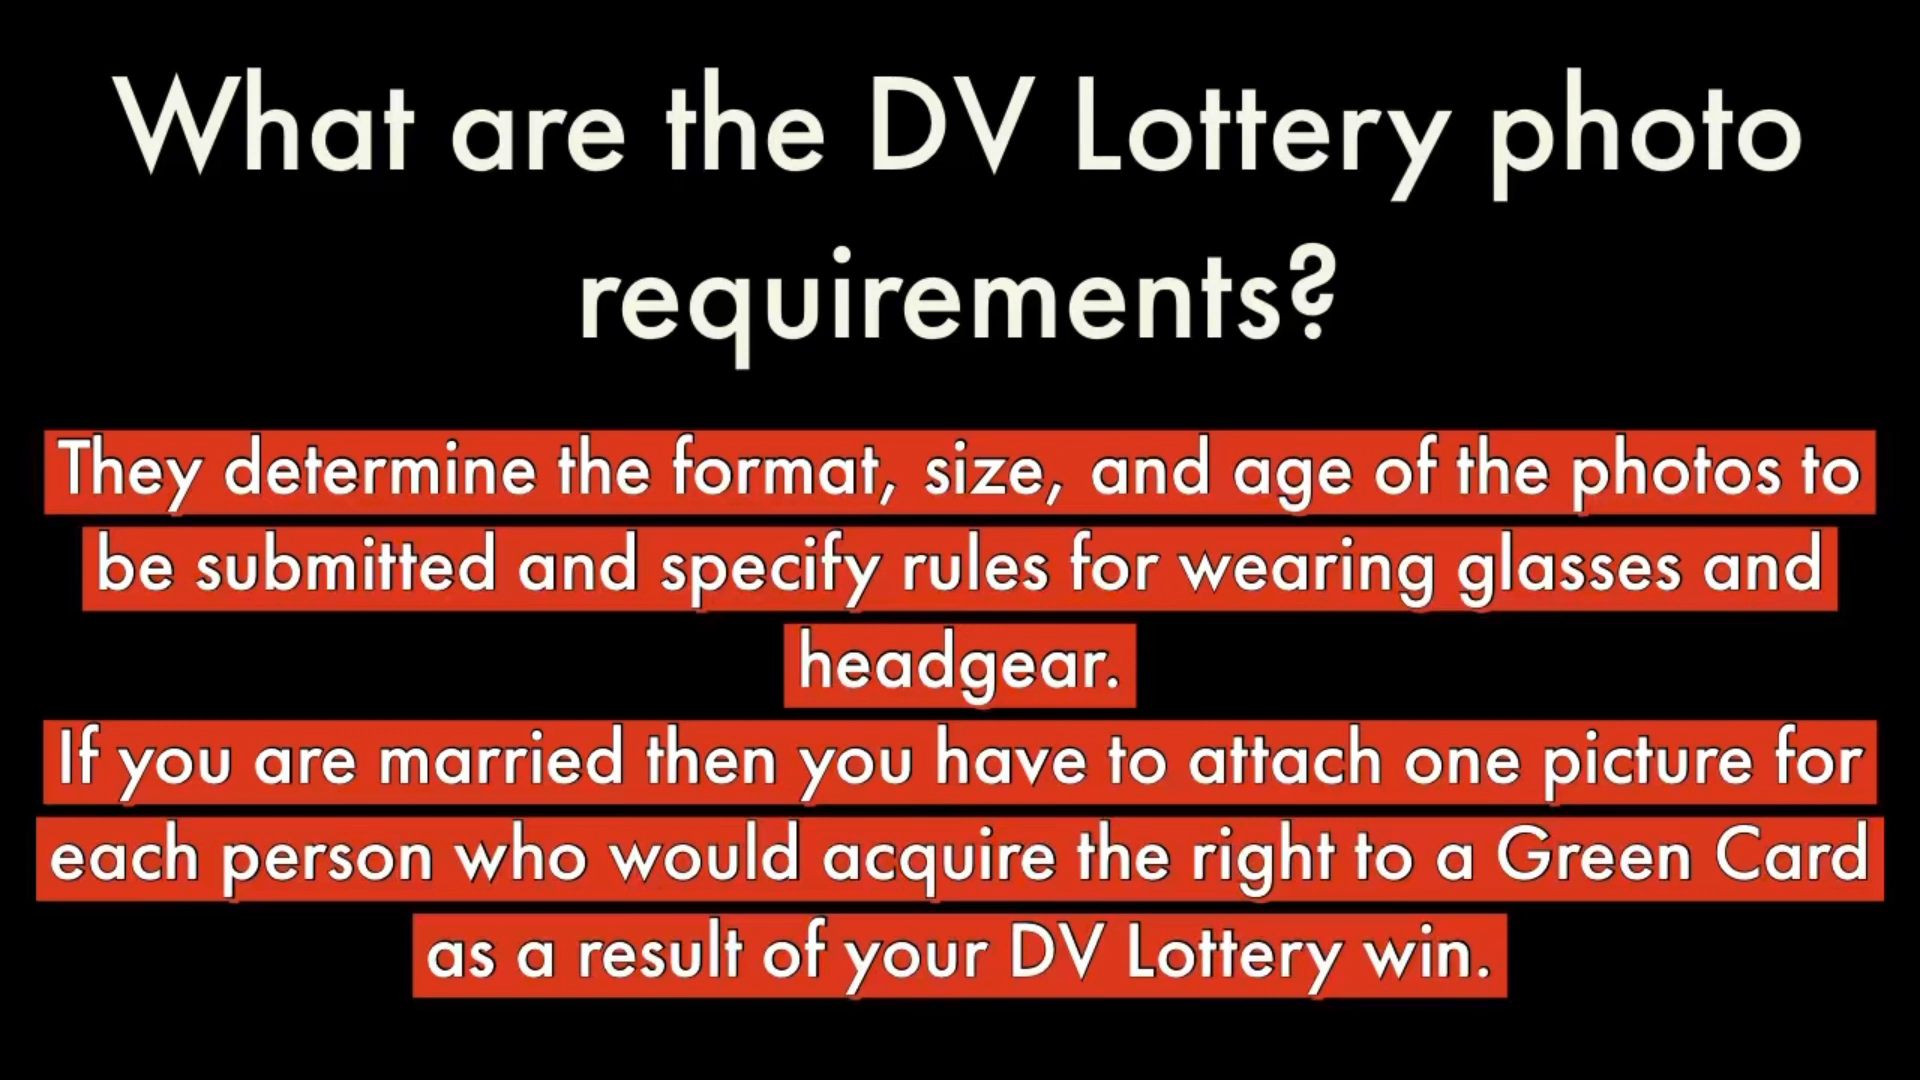 What are the DV Lottery photo
requirements?
They determine the format, size, and age of the photos to
be submitted and specify rules for wearing glasses and
headgear.
If you are married then you have to attach one picture for
each person who would acquire the right to a Green Card
as a result of your DV Lottery win.